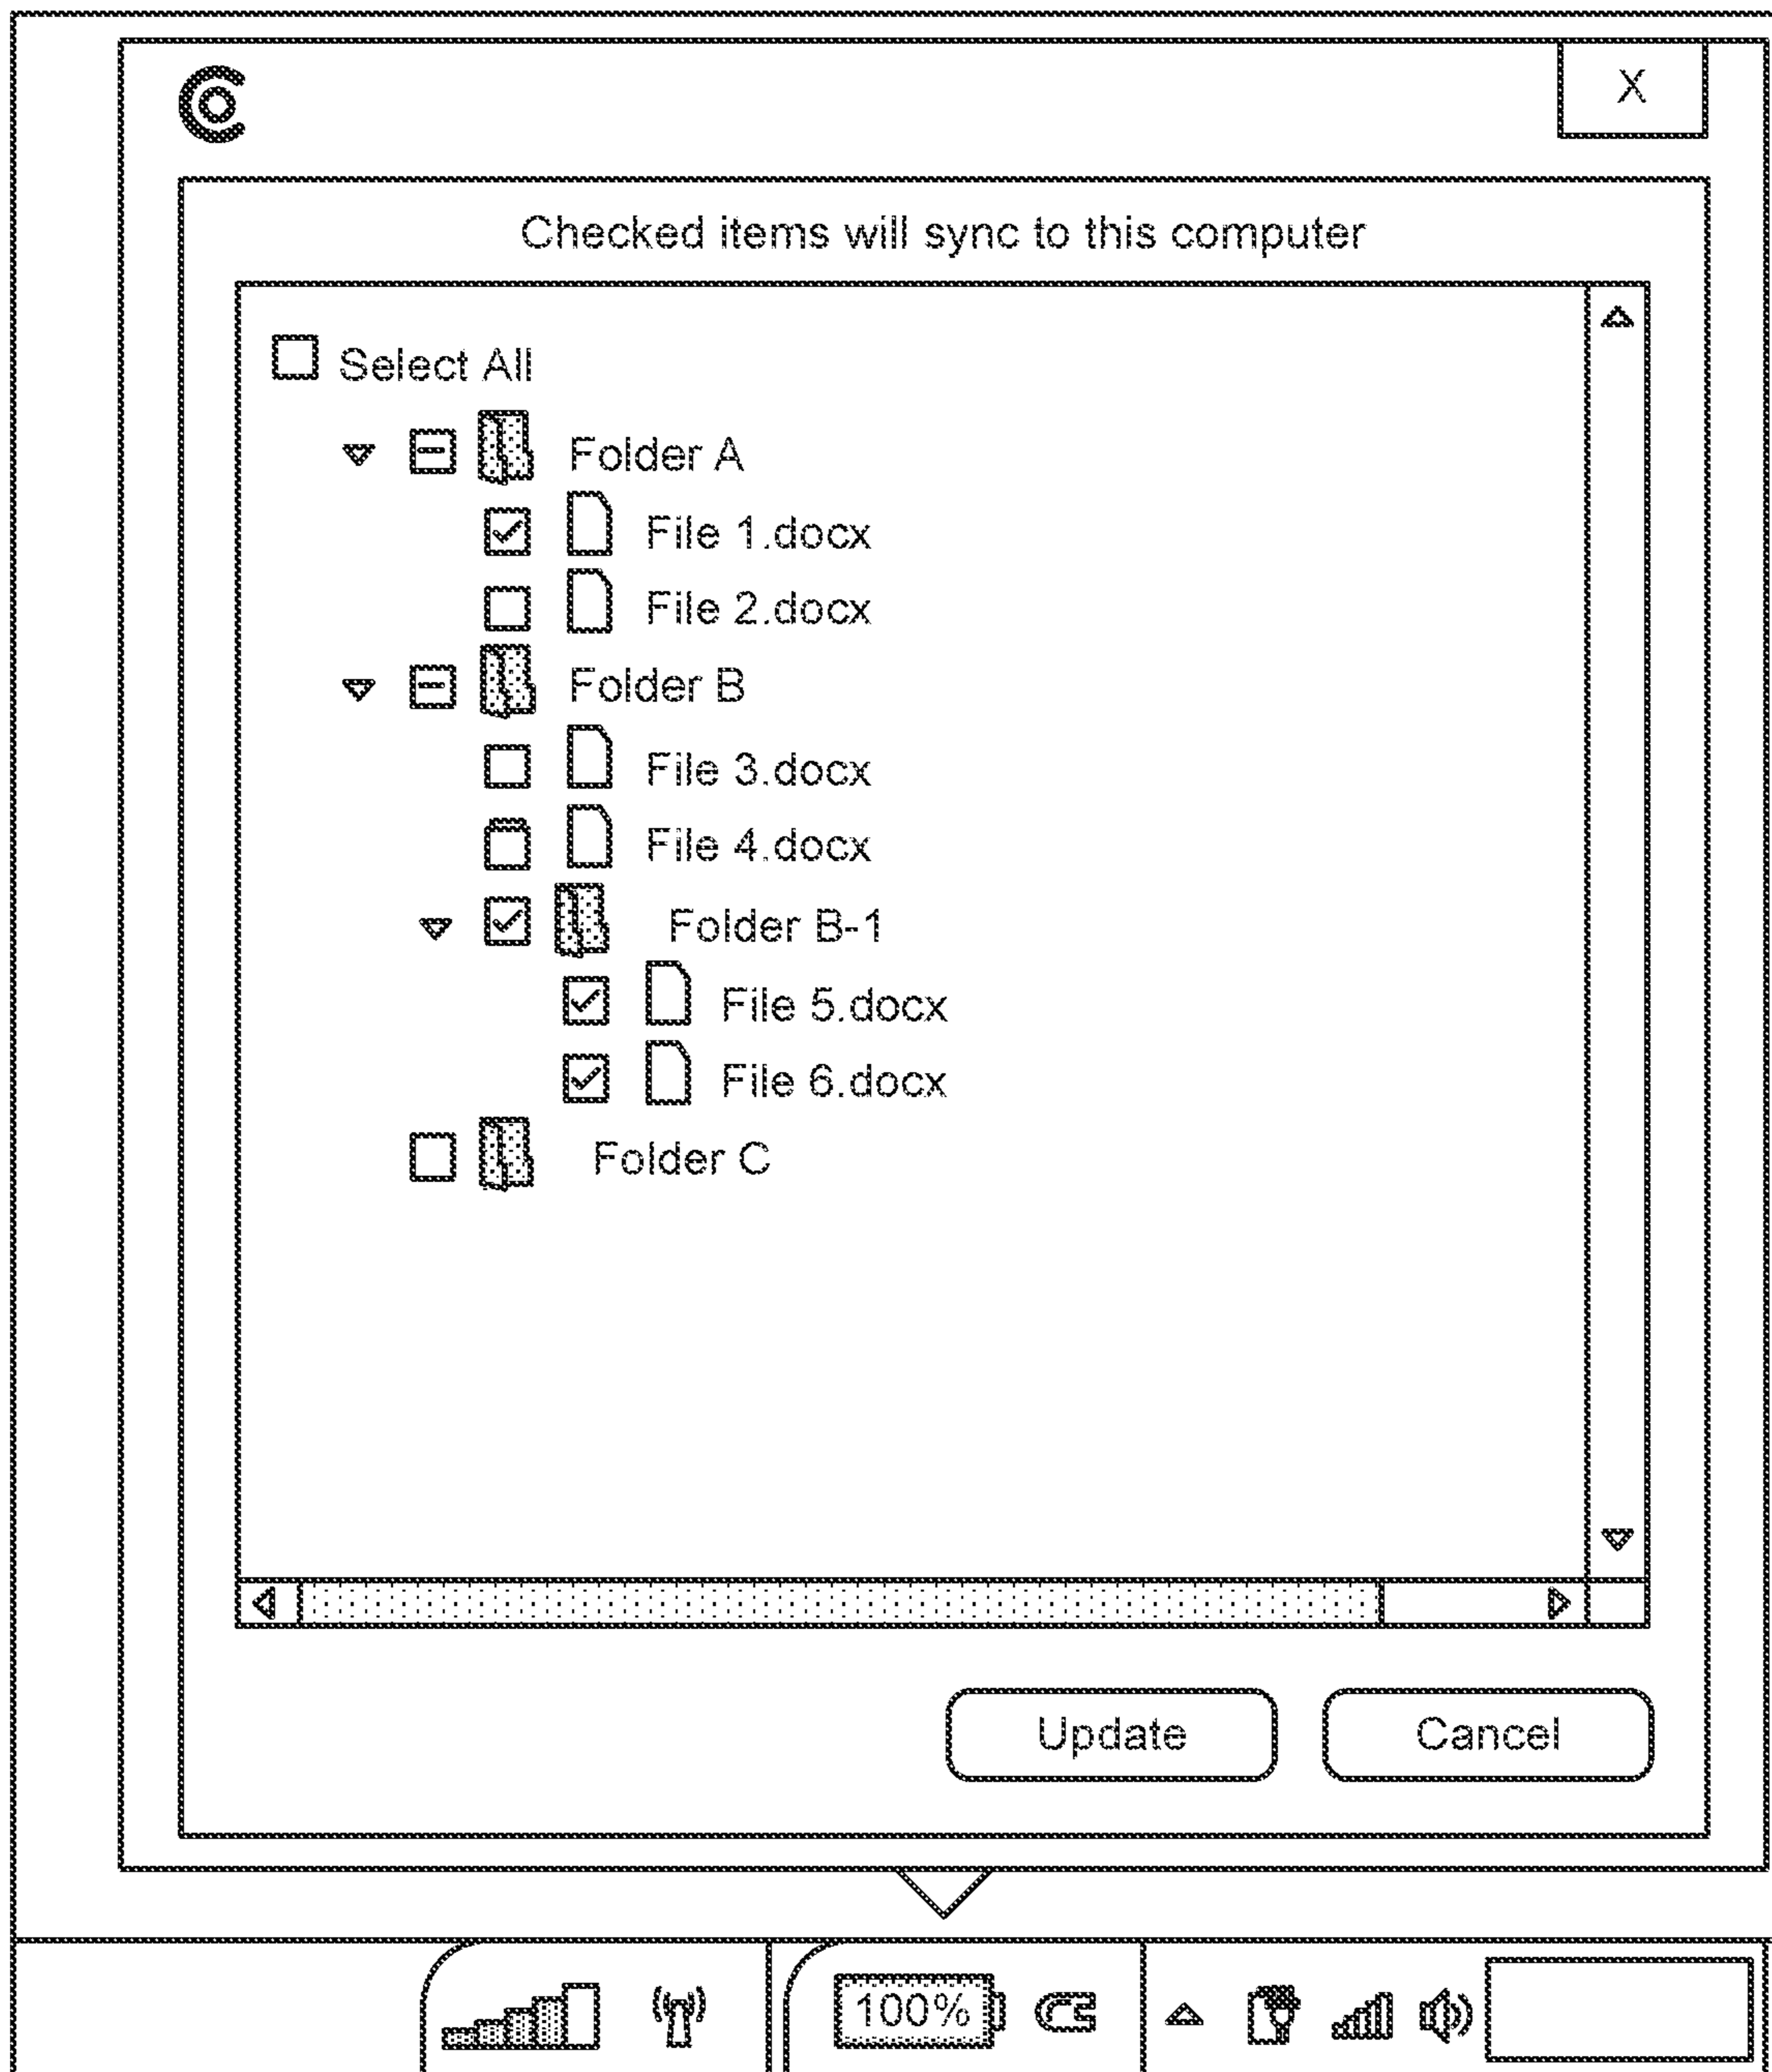 X
Checked items will sync to this computer
Select All
Folder A
File 1.docx
File 2.docx
Folder B
File 3.docx
File 4.docx
Folder B-1
File 5.docx
File 6.docx
Folder C
Update Cancel
100%